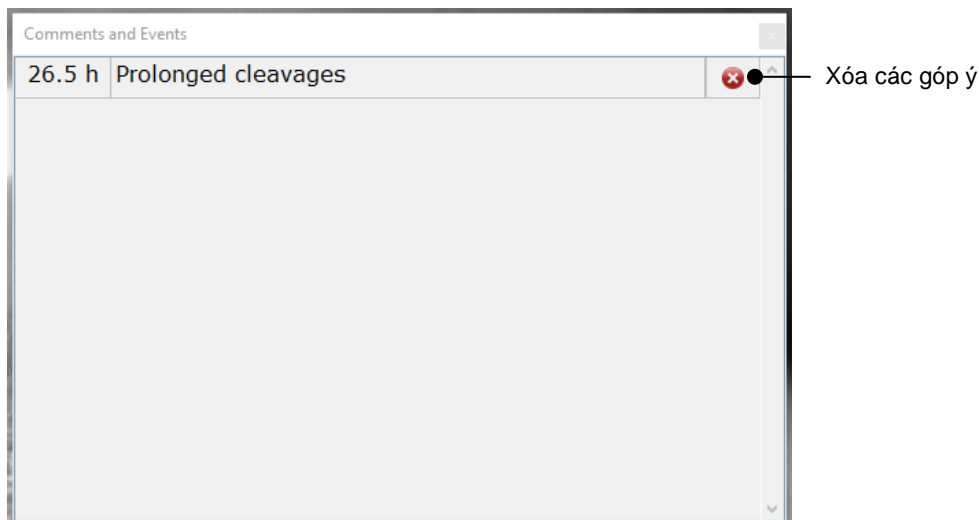 Comments and Events
26.5 h Prolonged cleavages
Xóa các góp ý